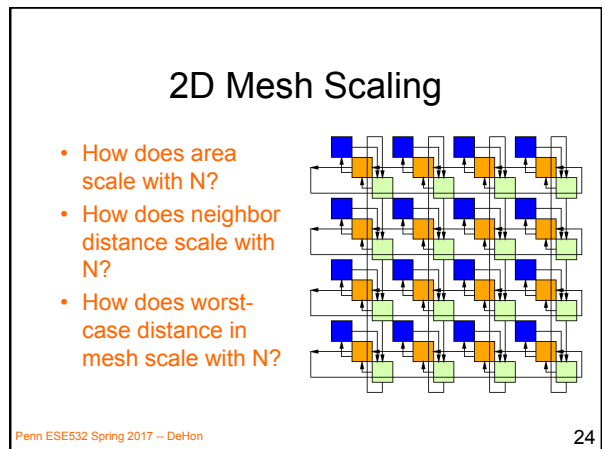 2D Mesh Scaling
• How does area
scale with N?
• How does neighbor
distance scale with
N?
• How does worst-
case distance in
mesh scale with N?
Penn ESE532 Spring 2017 -- DeHon
24